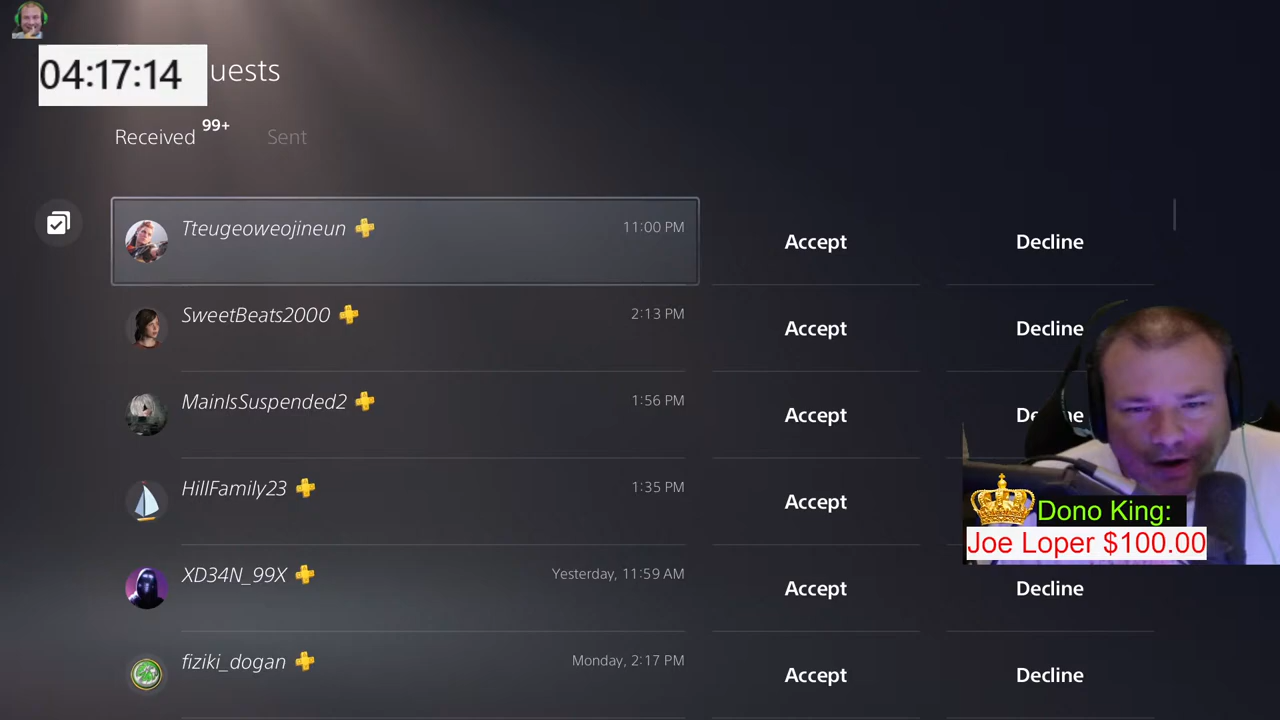 04:17:14 uests
Received 99+ Sent
Tteugeoweojineun 11:00 PM Accept Decline
SweetBeats2000 2:13 PM Accept Decline
MainIsSuspended2 1:56 PM Accept
HillFamily23 1:35 PM Accept
Dono King:
Joe Loper $100.00
XD34N_99X Yesterday, 11:59 AM Accept Decline
fiziki_dogan Monday, 2:17 PM Accept Decline